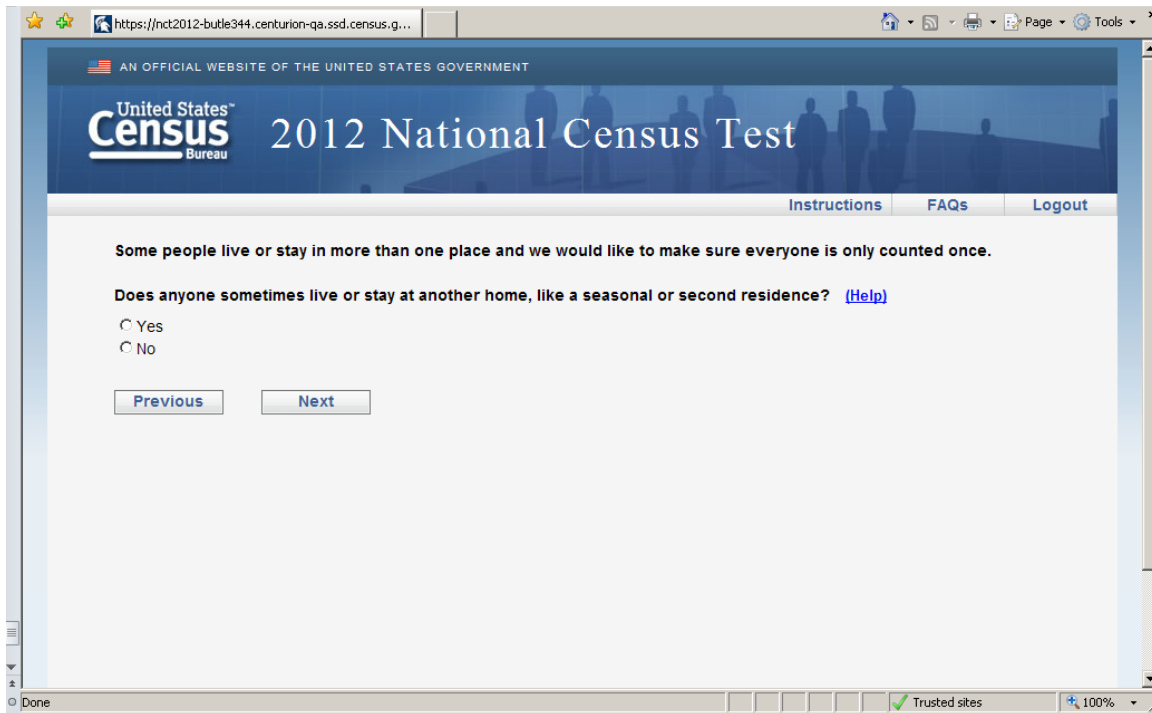 https://nct2012-butle344.centurion-qa.ssd.census.g...
Page
Tools
AN OFFICIAL WEBSITE OF THE UNITED STATES GOVERNMENT
United States™
Census
Bureau
2012 National Census Test
Instructions FAQs Logout
Some people live or stay in more than one place and we would like to make sure everyone is only counted once.
Does anyone sometimes live or stay at another home, like a seasonal or second residence? (Help)
Yes
No
Previous Next
Done Trusted sites 100%